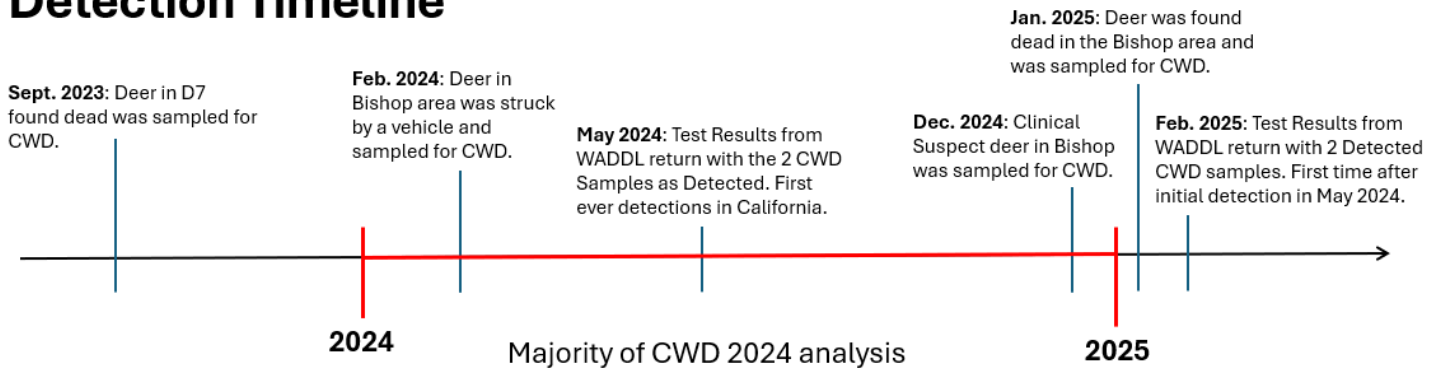 Detection Timeline
Sept. 2023: Deer in D7
found dead was sampled for
CWD.
Feb. 2024: Deer in
Bishop area was struck
by a vehicle and
sampled for CWD.
May 2024: Test Results from
WADDL return with the 2 CWD
Samples as Detected. First
ever detections in California.
Dec. 2024: Clinical
Suspect deer in Bishop
was sampled for CWD.
Jan. 2025: Deer was found
dead in the Bishop area and
was sampled for CWD.
Feb. 2025: Test Results from
WADDL return with 2 Detected
CWD samples. First time after
initial detection in May 2024.
2024
Majority of CWD 2024 analysis
2025